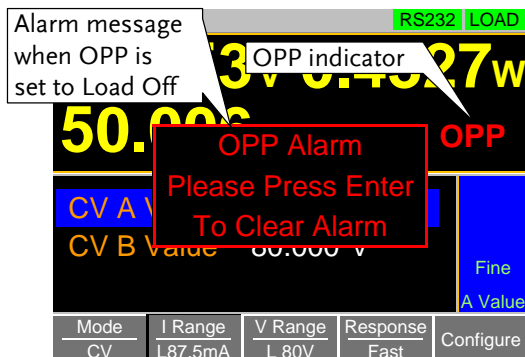 Alarm message
when OPP is
set to Load Off
OPP indicator
RS232 LOAD
W
50.
OPP
OPP Alarm
Please Press Enter
To Clear Alarm
CV A
CV B Value V
Fine
A Value
Mode
CV
I Range
L87.5mA
V Range
L 80V
Response
Fast
Configure